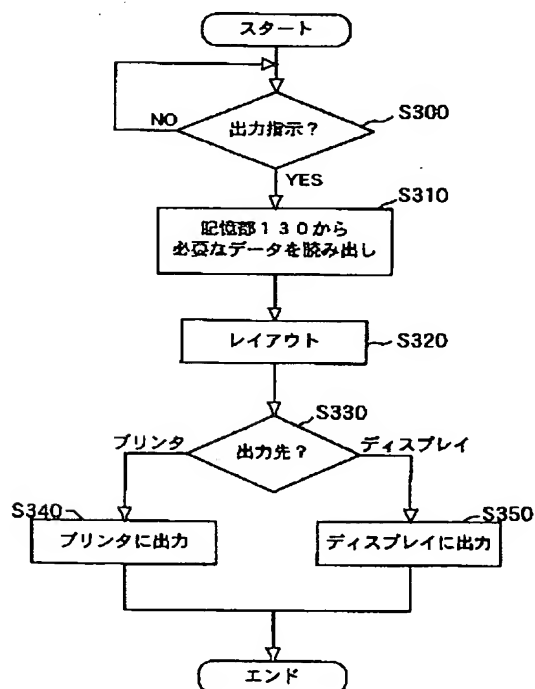 スタート
NO
出力指示?
S300
YES
S310
記憶部130から
必要なデータを読み出し
レイアウト
S320
S330
プリンタ
出力先?
ディスプレイ
S340
S350
プリンタに出力
ディスプレイに出力
エンド